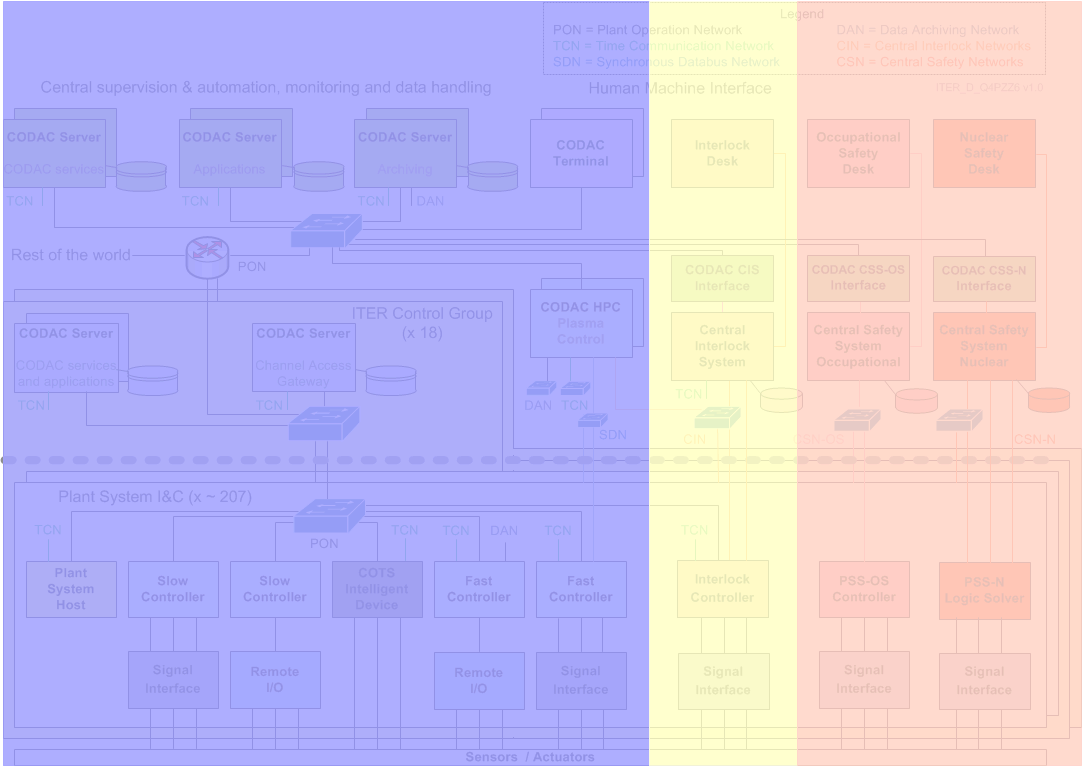 Legend
PON = Plant Operation Network
DAN = Data Archiving Network
TCN = Time Communication Network
CIN = Central Interlock Networks
SDN = Synchronous Databus Network
CSN = Central Safety Networks
Central supervision & automation, monitoring and data handling
Human Machine Interface
ITER_D_Q4PZZ8 v1.0
CODAC Server
CODAC services
CODAC Server
Applications
CODAC Server
Archiving
CODAC
Terminal
Interlock
Desk
Occupational
Safety
Desk
Nuclear
Safety
Desk
TCN
TCN
TCN
DAN
Rest of the world
PON
CODAC CIS
Interface
CODAC CSS-OS
Interface
CODAC CSS-N
Interface
ITER Control Group
(x 18)
CODAC HPC
Plasma
Control
Central
Interlock
System
Central Safety
System
Occupational
Central Safety
System
Nuclear
CODAC Server
CODAC services
and applications
CODAC Server
Channel Access
Gateway
TCN
TCN
DAN
TCN
TCN
SDN
CIN
CSN-OS
CSN-N
Plant System I&C (x ~ 207)
TCN
PON
TCN
TCN
DAN
TCN
TCN
Plant
System
Host
Slow
Controller
Slow
Controller
COTS
Intelligent
Device
Fast
Controller
Fast
Controller
Interlock
Controller
PSS-OS
Controller
PSS-N
Logic Solver
Signal
Interface
Remote
I/O
Remote
I/O
Signal
Interface
Signal
Interface
Signal
Interface
Signal
Interface
Sensors / Actuators